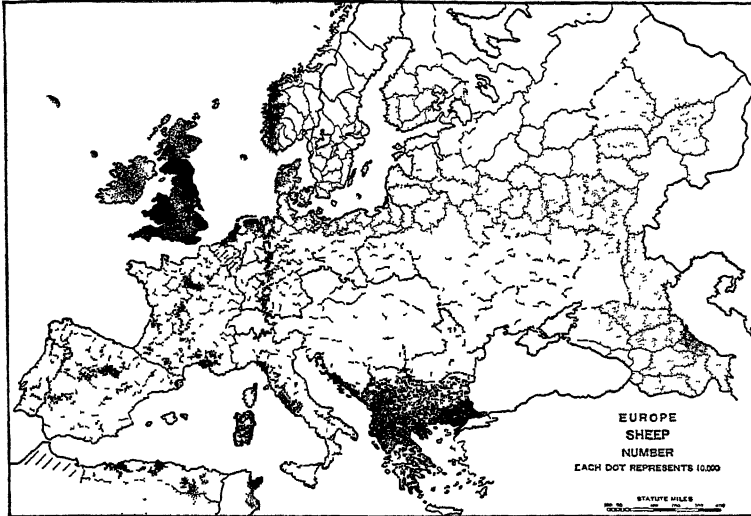 EUROPE
SHEEP
NUMBER
EACH DOT REPRESENTS 10,000
STATUTE MILES